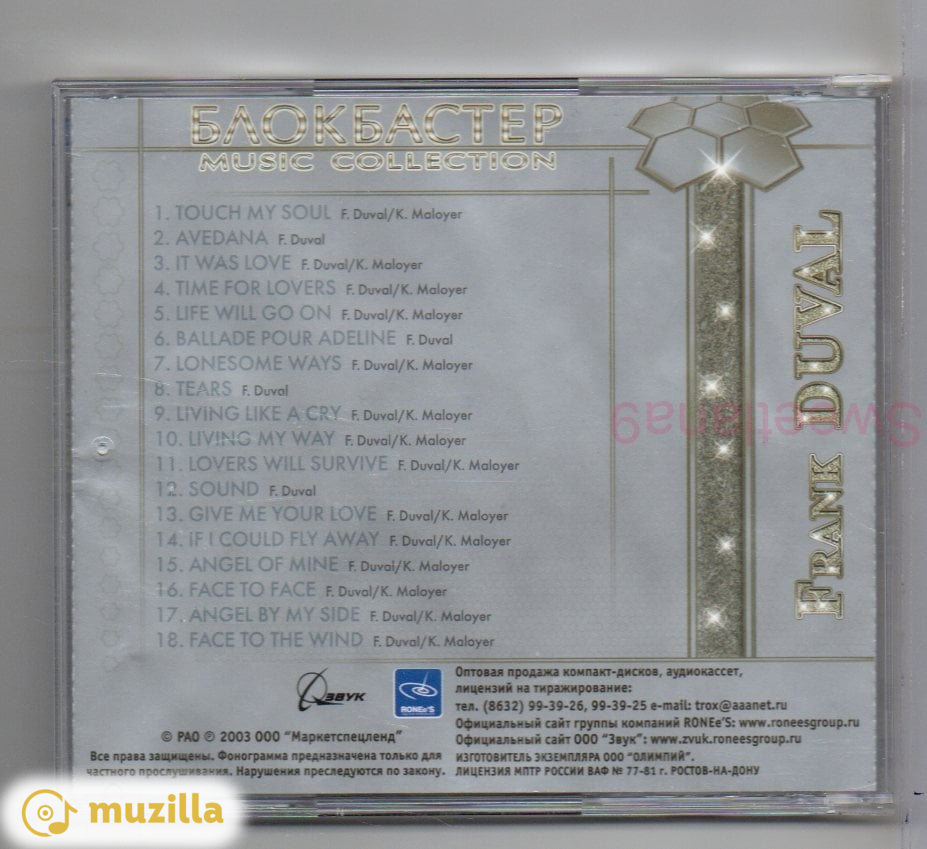 БЛОКБАСТЕР
MUSIC COLLECTION
1. TOUCH MY SOUL F. Duval/K. Maloyer
2. AVEDANA F. Duval
3. IT WAS LOVE F. Duval/K. Maloyer
4. TIME FOR LOVERS F. Duval/K. Maloyer
5. LIFE WILL GO ON F. Duval/K. Maloyer
6. BALLADE POUR ADELINE F. Duval
7. LONESOME WAYS F. Duval/K. Maloyer
8. TEARS F. Duval
9. LIVING LIKE A CRY F. Duval/K. Maloyer
10. LIVING MY WAY F. Duval/K. Maloyer
11. LOVERS WILL SURVIVE F. Duval/K. Maloyer
12. SOUND F. Duval
13. GIVE ME YOUR LOVE F. Duval/K. Maloyer
14. IF I COULD FLY AWAY F. Duval/K. Maloyer
15. ANGEL OF MINE F. Duval/K. Maloyer
16. FACE TO FACE F. Duval/K. Maloyer
17. ANGEL BY MY SIDE F. Duval/K. Maloyer
18. FACE TO THE WIND F. Duval/K. Maloyer
FRANK DUVAL
Sweetlana9
ЗВУК
RONEe'S
© РАО ℗ 2003 ООО "Маркетспецленд"
Все права защищены. Фонограмма предназначена только для
частного прослушивания. Нарушения преследуются по закону.
Оптовая продажа компакт-дисков, аудиокассет,
лицензий на тиражирование:
тел. (8632) 99-39-26, 99-39-25 e-mail: trox@aaanet.ru
Официальный сайт группы компаний RONEe'S: www.roneesgroup.ru
Официальный сайт ООО "Звук": www.zvuk.roneesgroup.ru
ИЗГОТОВИТЕЛЬ ЭКЗЕМПЛЯРА ООО "ОЛИМПИЙ".
ЛИЦЕНЗИЯ МПТР РОССИИ ВАФ № 77-81 г. РОСТОВ-НА-ДОНУ
muzilla